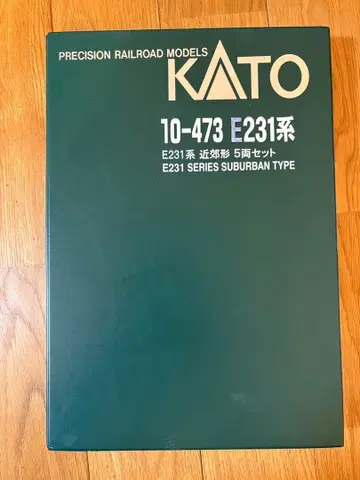 PRECISION RAILROAD MODELS
KATO
10-473 E231系
E231系 近郊形 5両セット
E231 SERIES SUBURBAN TYPE